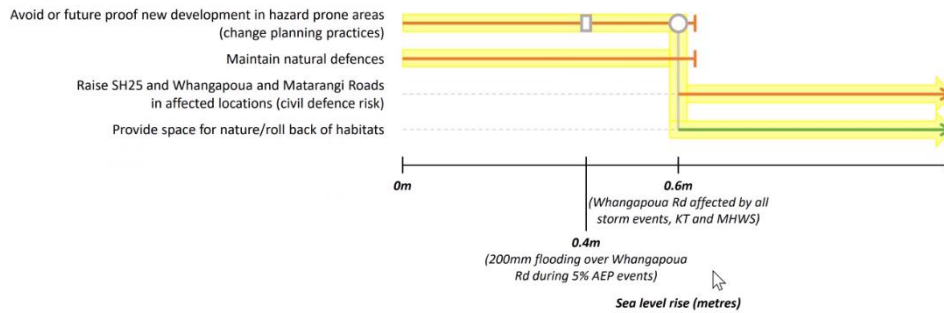 Avoid or future proof new development in hazard prone areas
(change planning practices)
Maintain natural defences
Raise SH25 and Whangapoua and Matarangi Roads
in affected locations (civil defence risk)
Provide space for nature/roll back of habitats
0m
0.6m
(Whangapoua Rd affected by all
storm events, KT and MHWS)
0.4m
(200mm flooding over Whangapoua
Rd during 5% AEP events)
Sea level rise (metres)